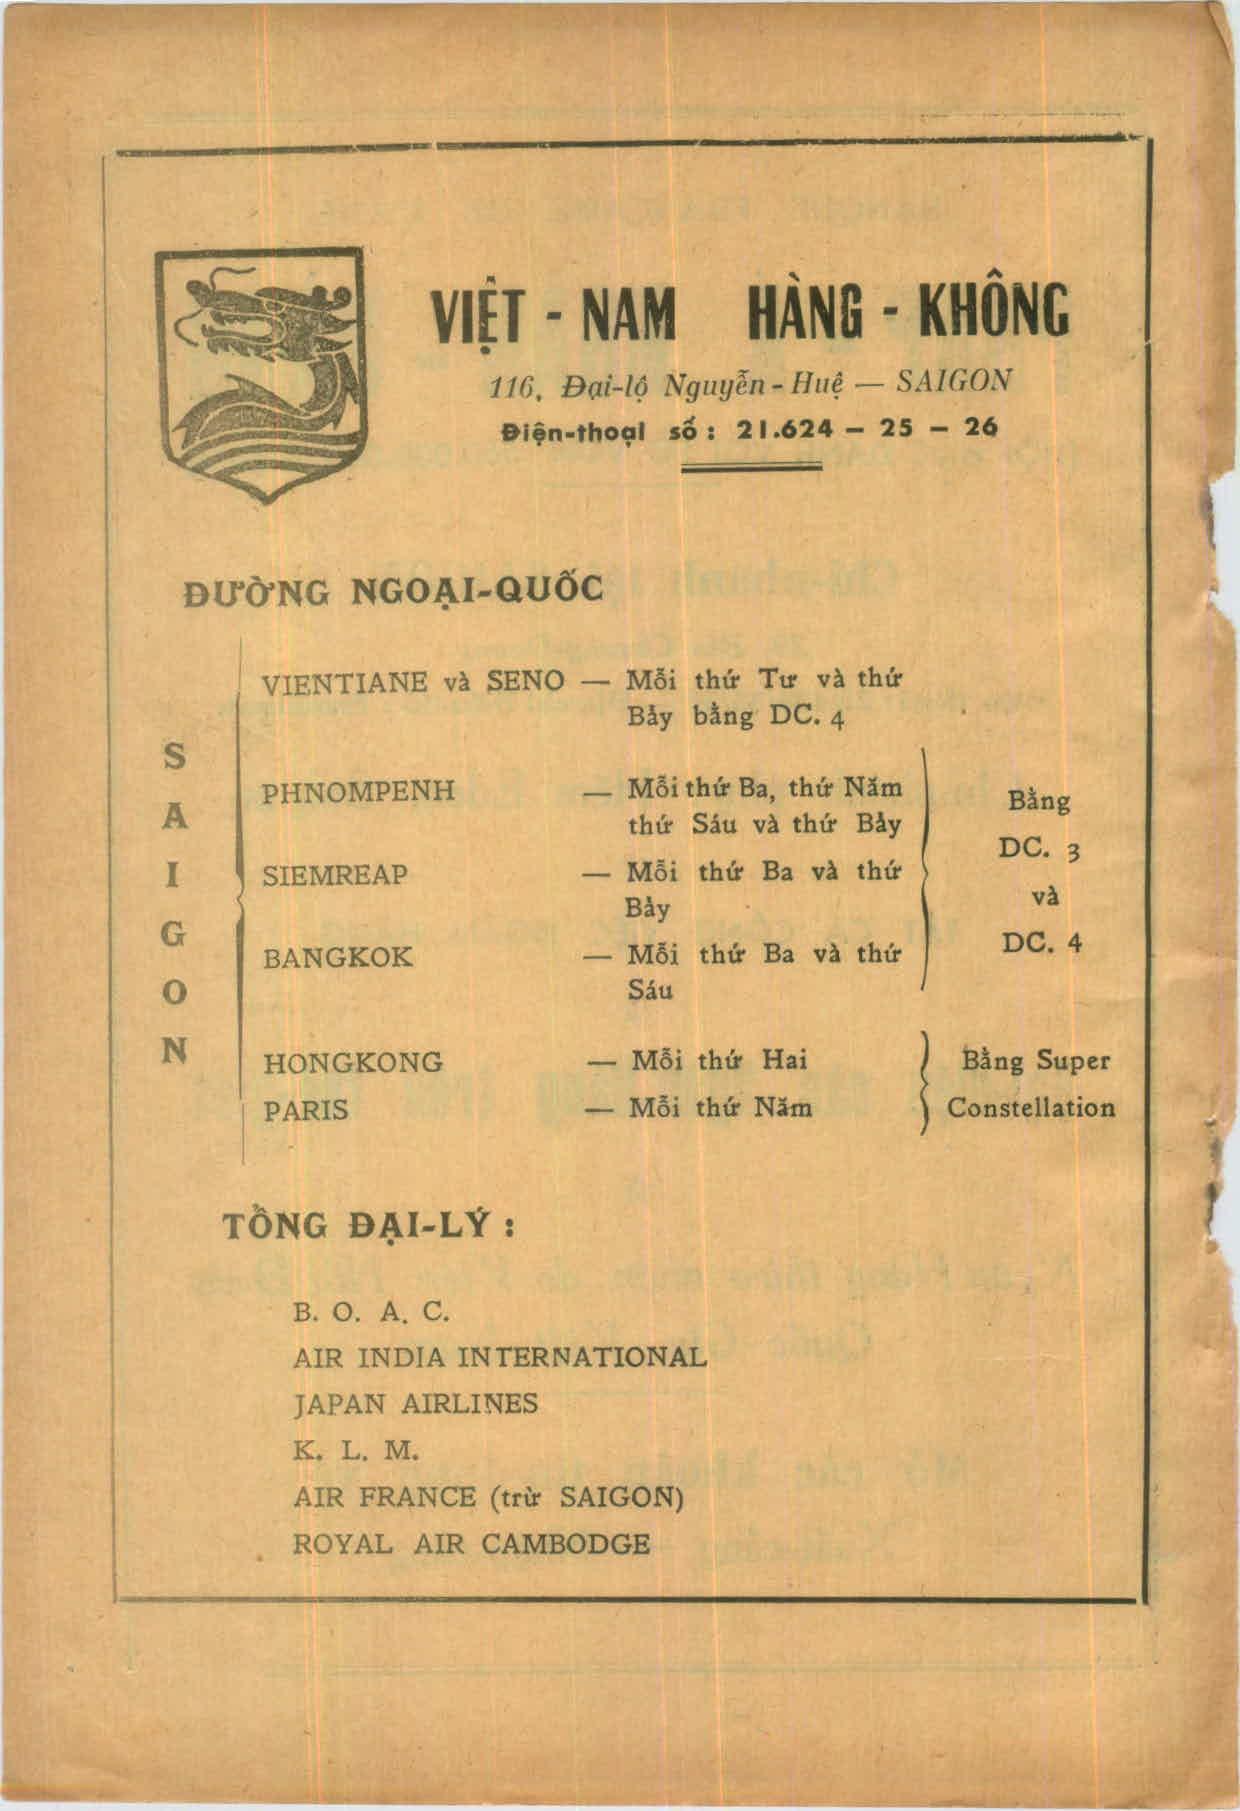 VIỆT - NAM HÀNG - KHÔNG
116, Đại-lộ Nguyễn - Huệ — SAIGON
Điện-thoại số : 21.624 — 25 — 26
ĐƯỜNG NGOẠI-QUỐC
SAIGON
VIENTIANE và SENO — Mỗi thứ Tư và thứ
Bảy bằng DC. 4
PHNOMPENH — Mỗi thứ Ba, thứ Năm
thứ Sáu và thứ Bảy
SIEMREAP — Mỗi thứ Ba và thứ
Bảy
BANGKOK — Mỗi thứ Ba và thứ
Sáu
Bằng
DC. 3
và
DC. 4
HONGKONG — Mỗi thứ Hai
PARIS — Mỗi thứ Năm
Bằng Super
Constellation
TỔNG ĐẠI-LÝ :
B. O. A. C.
AIR INDIA INTERNATIONAL
JAPAN AIRLINES
K. L. M.
AIR FRANCE (trừ SAIGON)
ROYAL AIR CAMBODGE